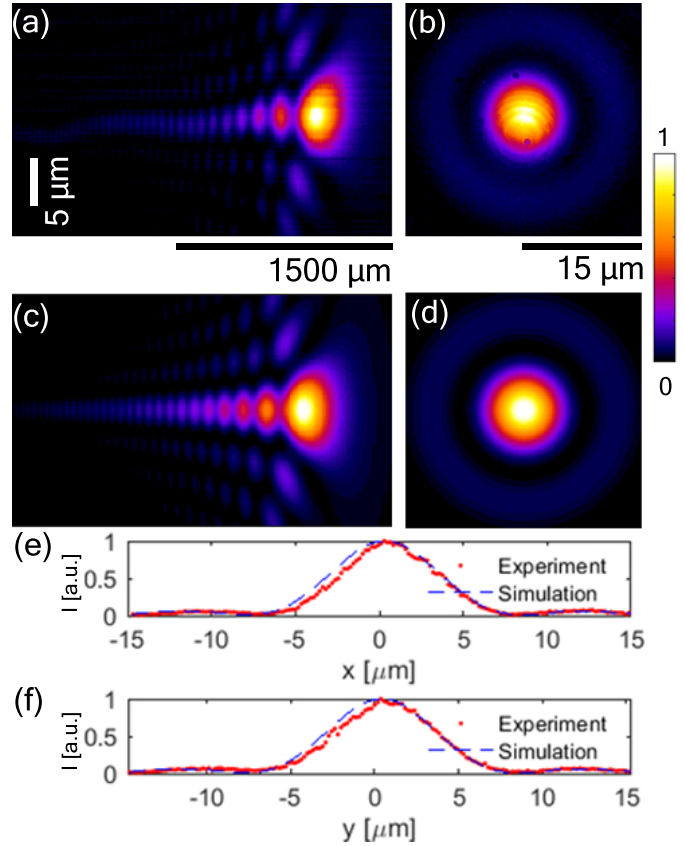 (a)
(b)
5 μm
1
1500 μm
15 μm
(c)
(d)
0
(e)
1
0.5
0
I [a.u.]
Experiment
Simulation
-15
-10
-5
0
5
10
15
x [μm]
(f)
1
0.5
0
I [a.u.]
Experiment
Simulation
-10
-5
0
5
10
15
y [μm]